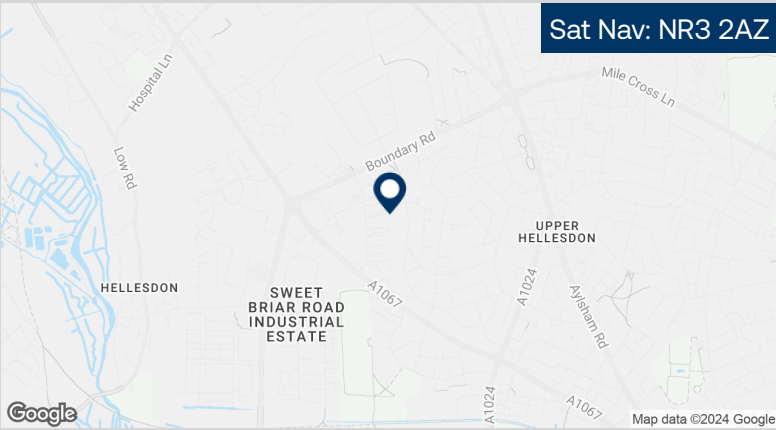 Sat Nav: NR3 2AZ
Mile Cross Ln
Hospital Ln
Boundary Rd
Low Rd
UPPER
HELLESDON
HELLESDON
SWEET
BRIAR ROAD
INDUSTRIAL
ESTATE
A1067
A1024
Aylsham Rd
A1024
A1067
Google
Map data ©2024 Google